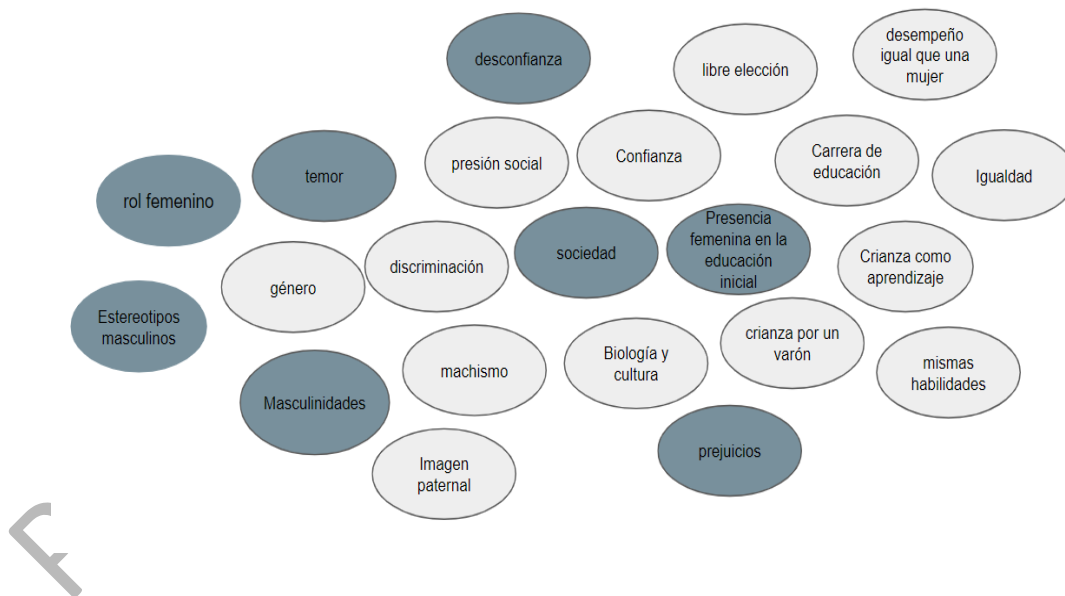 desconfianza
libre elección
desempeño
igual que una
mujer
presión social
Confianza
Carrera de
educación
Igualdad
temor
rol femenino
género
discriminación
sociedad
Presencia
femenina en la
educación
inicial
Crianza como
aprendizaje
Estereotipos
masculinos
Masculinidades
machismo
Biología y
cultura
crianza por un
varón
mismas
habilidades
Imagen
paternal
prejuicios